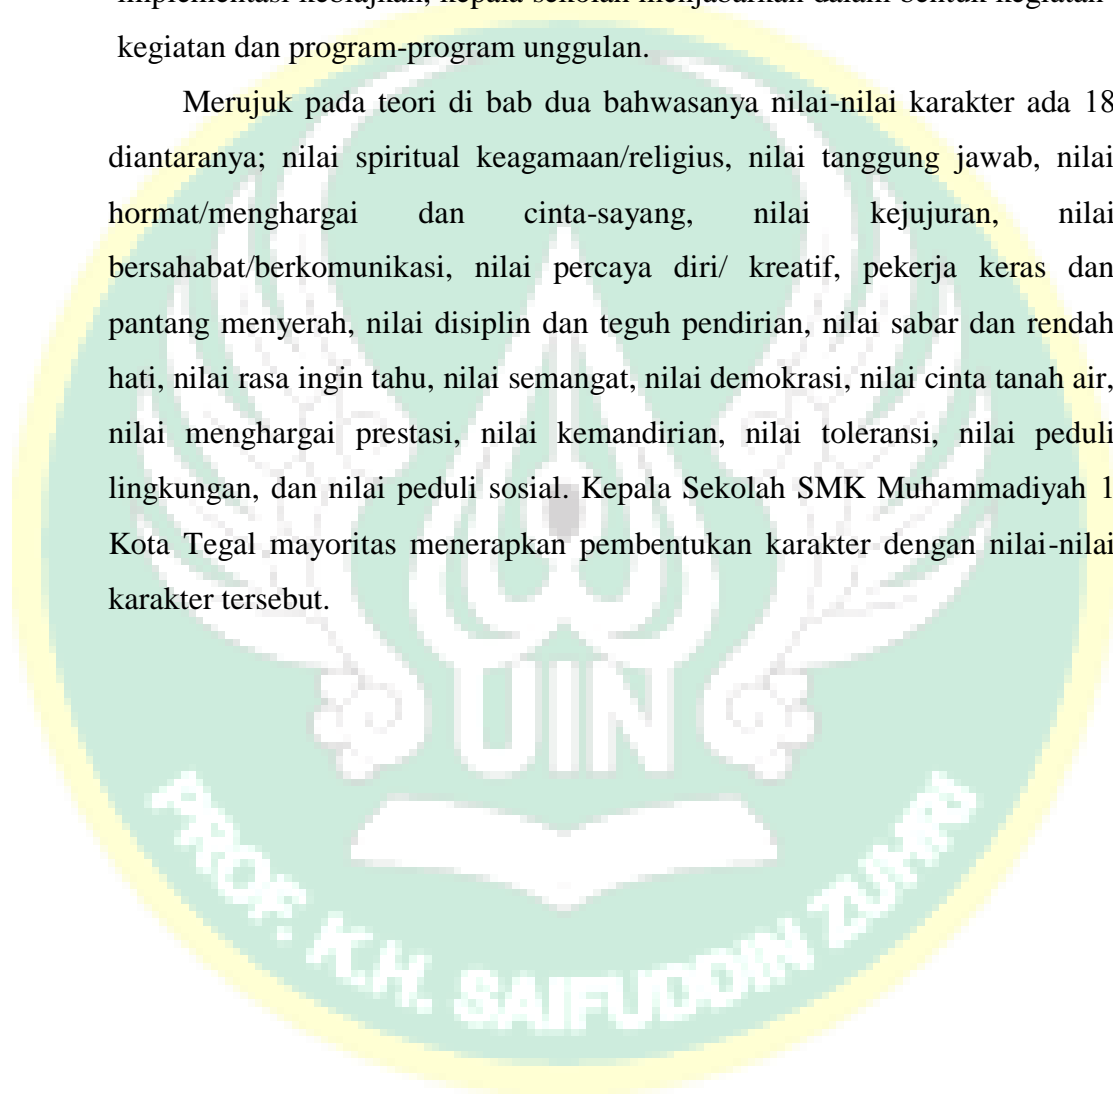 kegiatan dan program-program unggulan.
Merujuk pada teori di bab dua bahwasanya nilai-nilai karakter ada 18
diantaranya; nilai spiritual keagamaan/religius, nilai tanggung jawab, nilai
hormat/menghargai dan cinta-sayang, nilai kejujuran, nilai
bersahabat/berkomunikasi, nilai percaya diri/ kreatif, pekerja keras dan
pantang menyerah, nilai disiplin dan teguh pendirian, nilai sabar dan rendah
hati, nilai rasa ingin tahu, nilai semangat, nilai demokrasi, nilai cinta tanah air,
nilai menghargai prestasi, nilai kemandirian, nilai toleransi, nilai peduli
lingkungan, dan nilai peduli sosial. Kepala Sekolah SMK Muhammadiyah 1
Kota Tegal mayoritas menerapkan pembentukan karakter dengan nilai-nilai
karakter tersebut.
UIN
PROF. K.H. SAIFUDDIN ZUHRI